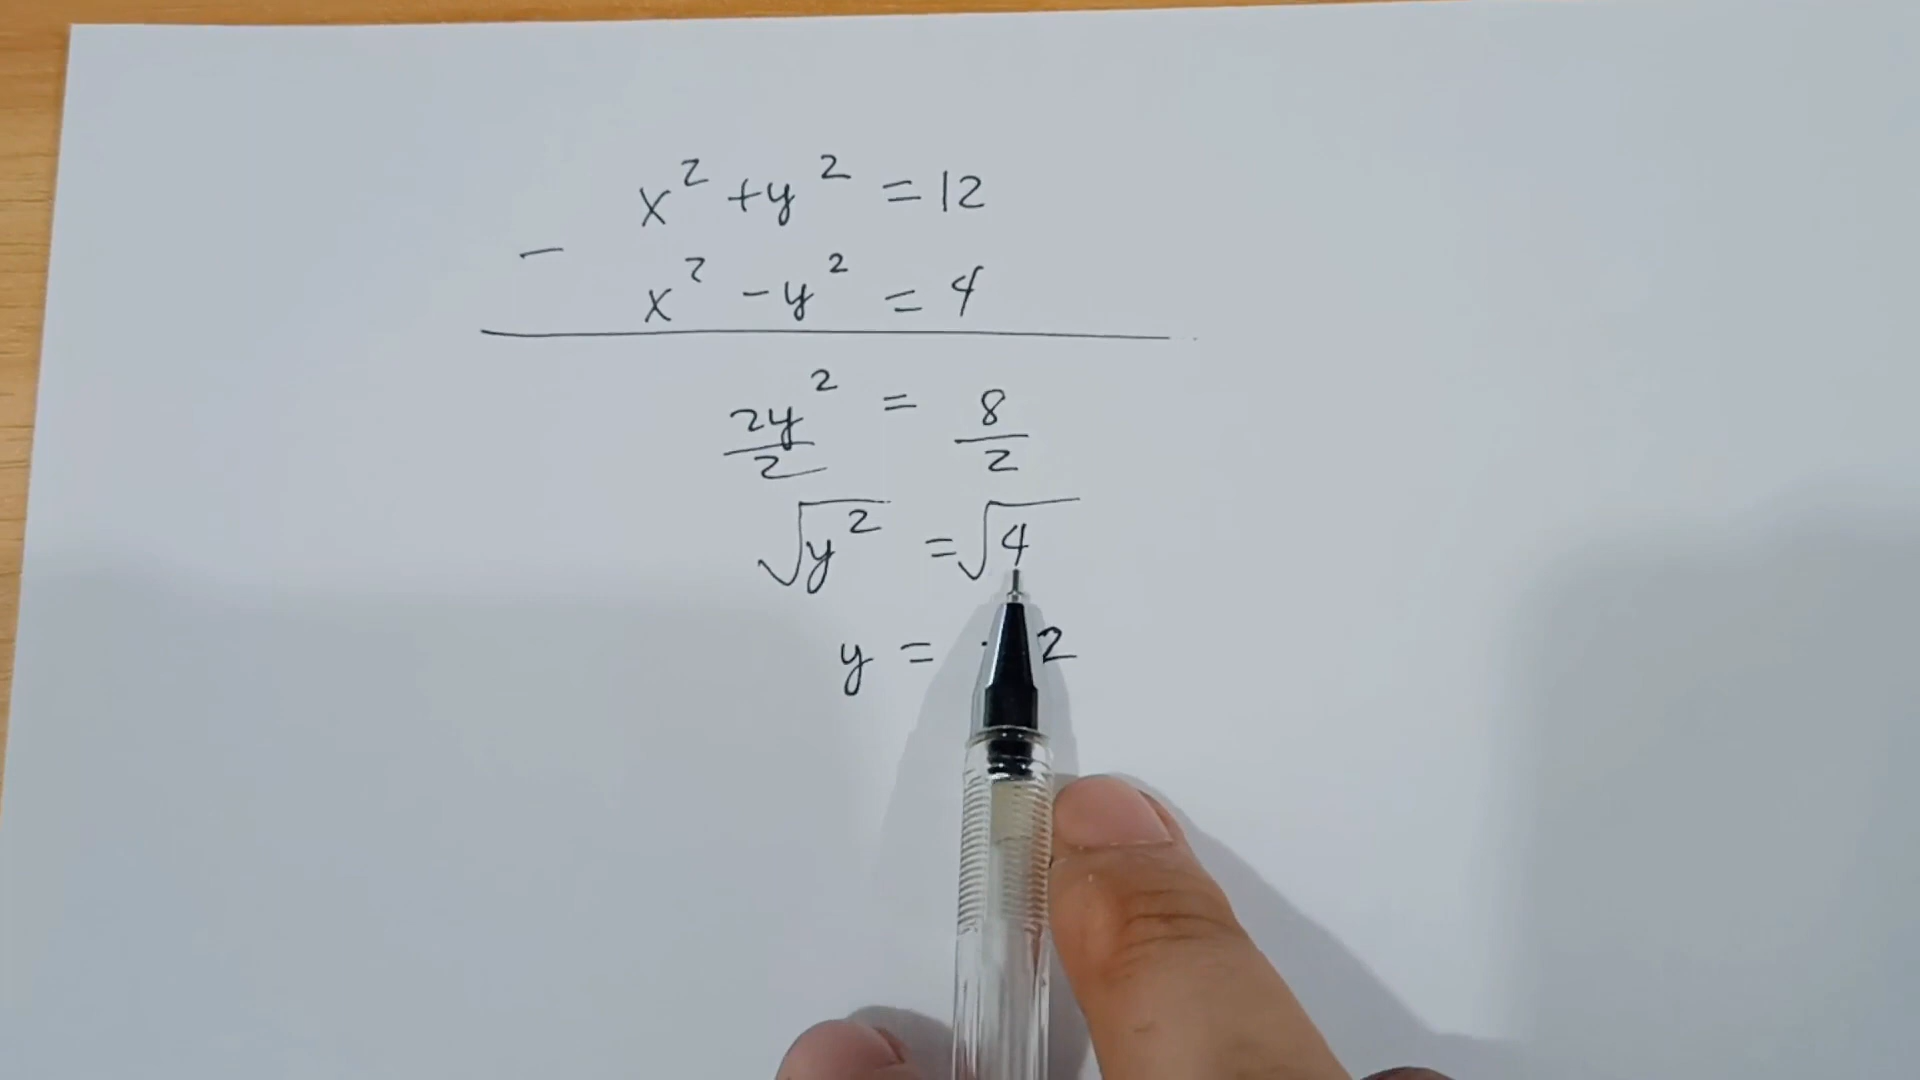 x² + y² = 12
−
x² - y² = 4
2y²/2 = 8/2
√y² = √4
y = 2